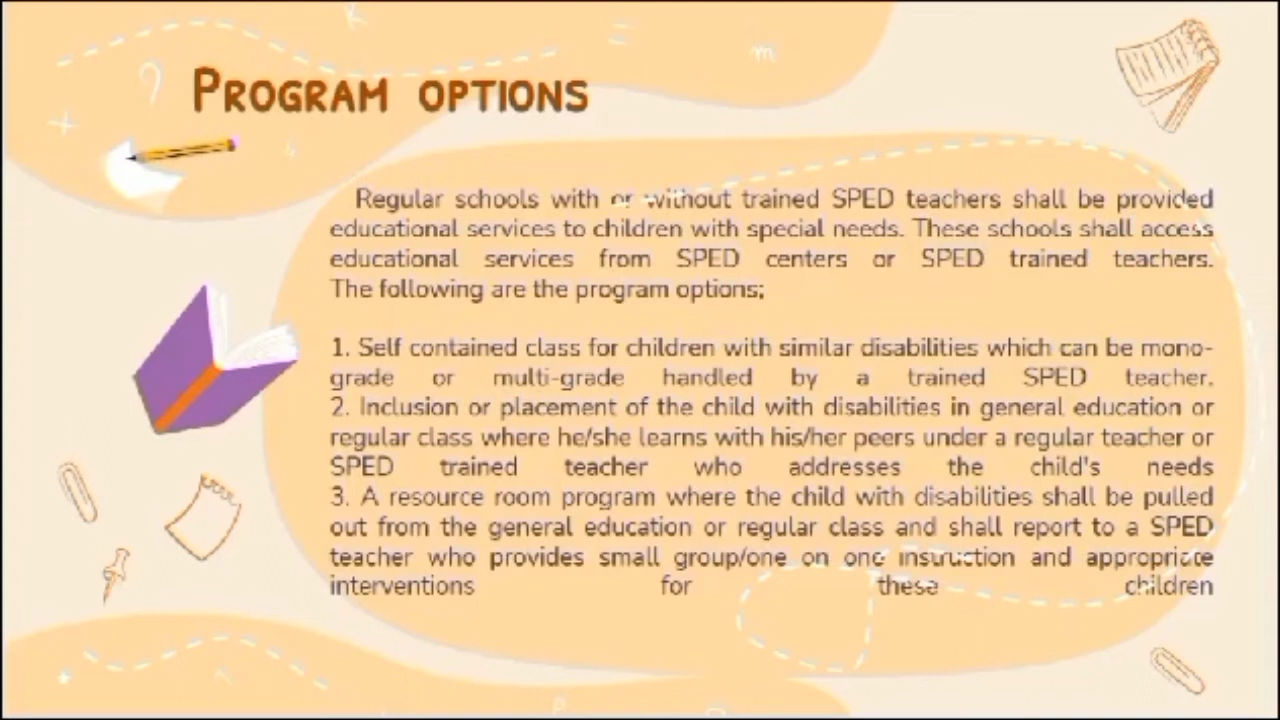 PROGRAM OPTIONS
Regular schools with or without trained SPED teachers shall be provided
educational services to children with special needs. These schools shall access
educational services from SPED centers or SPED trained teachers.
The following are the program options;
1. Self contained class for children with similar disabilities which can be mono-
grade or multi-grade handled by a trained SPED teacher.
2. Inclusion or placement of the child with disabilities in general education or
regular class where he/she learns with his/her peers under a regular teacher or
SPED trained teacher who addresses the child's needs
3. A resource room program where the child with disabilities shall be pulled
out from the general education or regular class and shall report to a SPED
teacher who provides small group/one on one instruction and appropriate
interventions for these children